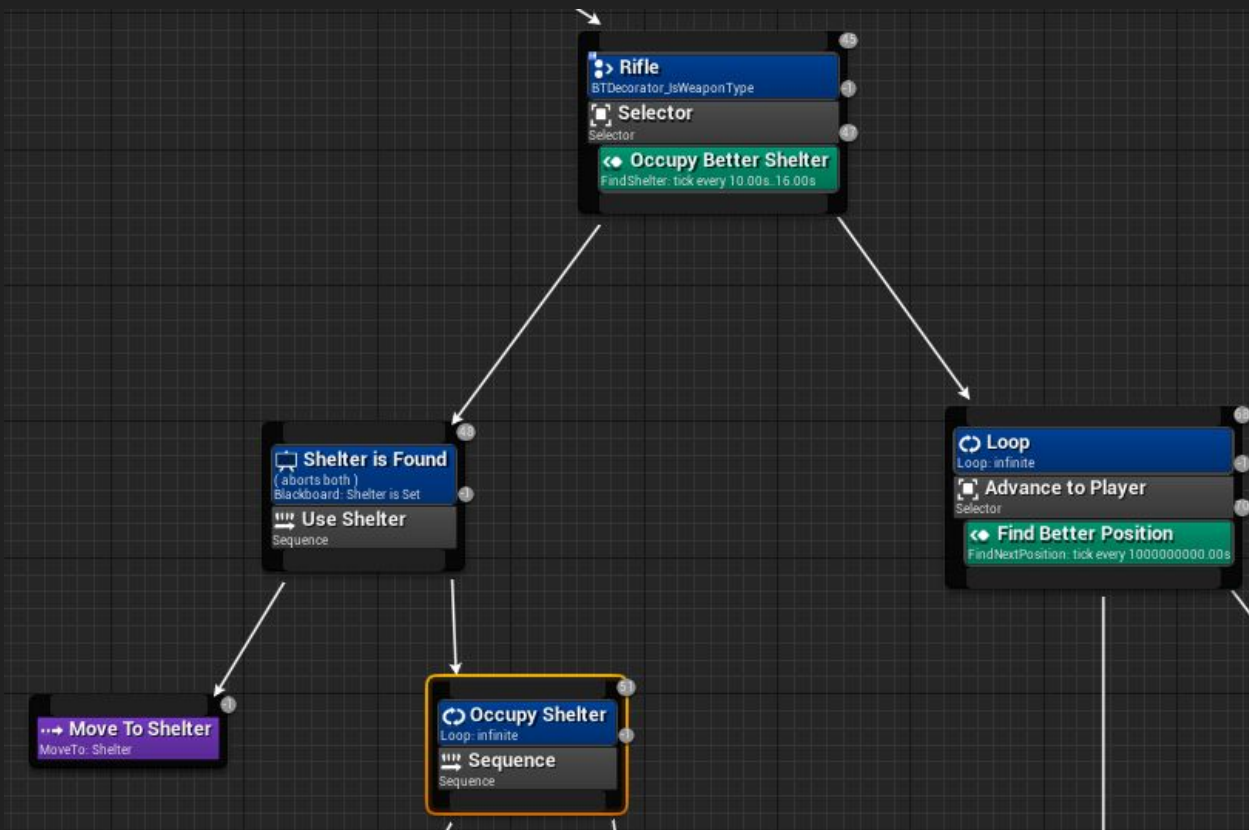 45
Rifle
BTDecorator_IsWeaponType
-1
Selector
Selector
47
Occupy Better Shelter
FindShelter: tick every 10.00s..16.00s
48
Shelter is Found
( aborts both )
Blackboard: Shelter is Set
-1
Use Shelter
Sequence
68
Loop
Loop: infinite
-1
Advance to Player
Selector
70
Find Better Position
FindNextPosition: tick every 1000000000.00s
-1
Move To Shelter
MoveTo: Shelter
51
Occupy Shelter
Loop: infinite
-1
Sequence
Sequence